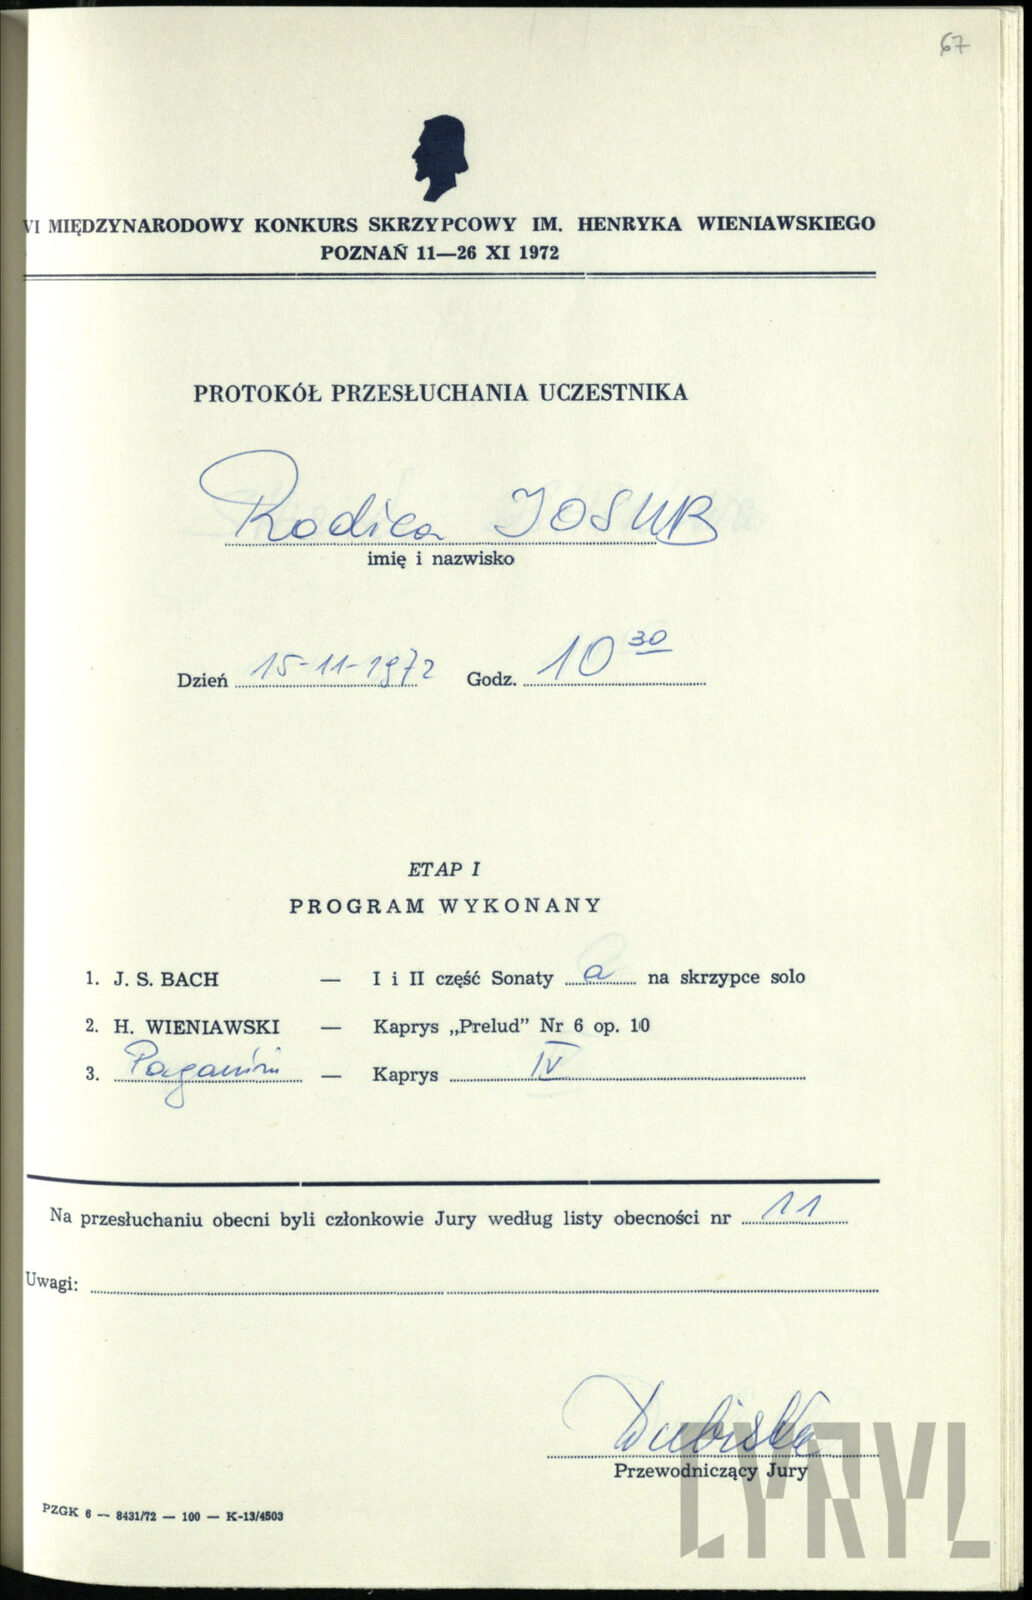 67
VI MIĘDZYNARODOWY KONKURS SKRZYPCOWY IM. HENRYKA WIENIAWSKIEGO
POZNAŃ 11—26 XI 1972
PROTOKÓŁ PRZESŁUCHANIA UCZESTNIKA
Rodica JOSUB
imię i nazwisko
Dzień 15-11-1972 Godz. 10 30
ETAP I
PROGRAM WYKONANY
1. J. S. BACH — I i II część Sonaty a na skrzypce solo
2. H. WIENIAWSKI — Kaprys „Prelud” Nr 6 op. 10
3. Paganini — Kaprys IV
Na przesłuchaniu obecni byli członkowie Jury według listy obecności nr 11
Uwagi:
Dubiska
Przewodniczący Jury
PZGK 6 — 8431/72 — 100 — K-13/4503
CYRYL